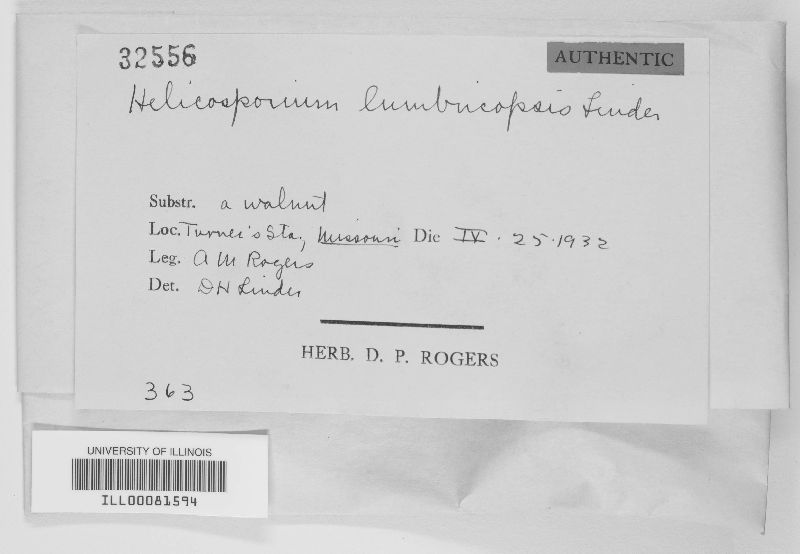 32556
AUTHENTIC
Helicosporium lumbricopsis Linder
Substr. a walnut
Loc. Turner's Sta., Missouri Die IV. 25.1932
Leg. A M Rogers
Det. D H Linder
HERB. D. P. ROGERS
363
UNIVERSITY OF ILLINOIS
ILL00081594